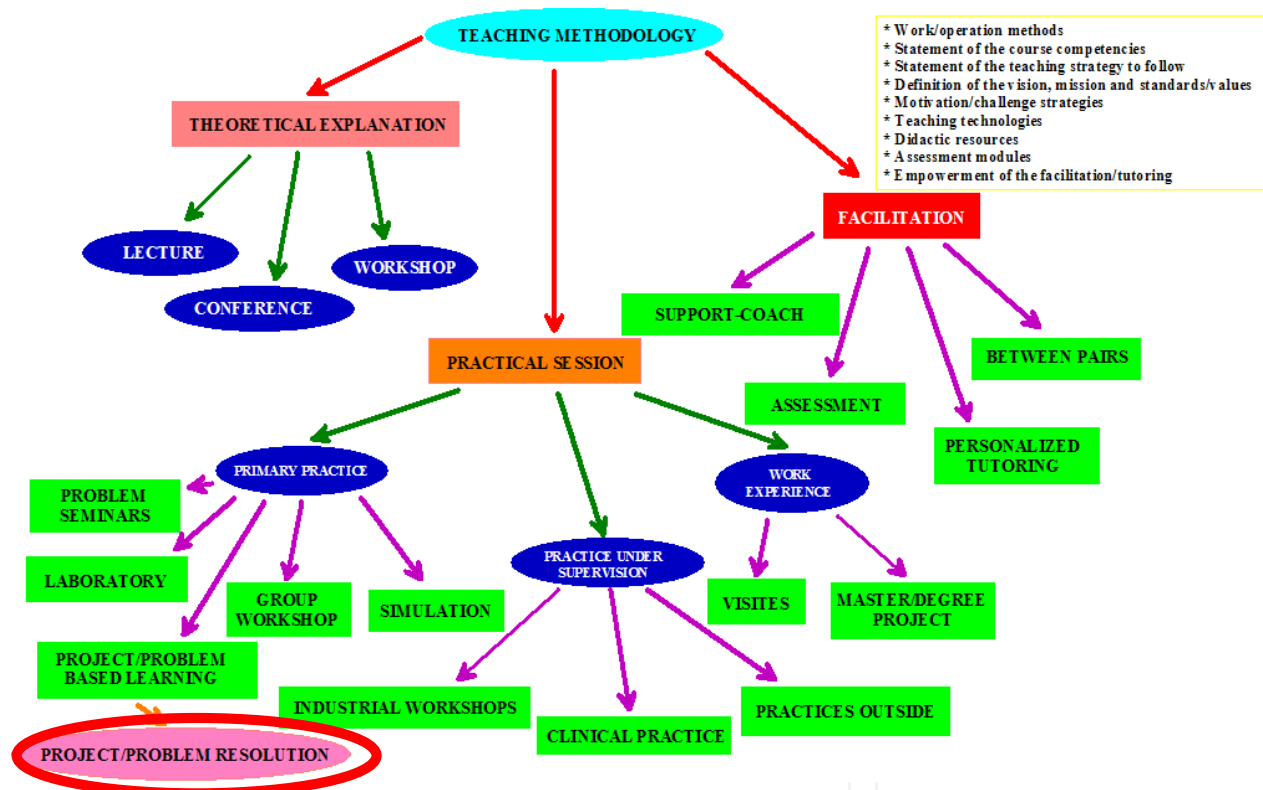 TEACHING METHODOLOGY
* Work/operation methods
* Statement of the course competencies
* Statement of the teaching strategy to follow
* Definition of the vision, mission and standards/values
* Motivation/challenge strategies
* Teaching technologies
* Didactic resources
* Assessment modules
* Empowerment of the facilitation/tutoring
THEORETICAL EXPLANATION
FACILITATION
LECTURE
WORKSHOP
CONFERENCE
SUPPORT-COACH
BETWEEN PAIRS
PRACTICAL SESSION
ASSESSMENT
PERSONALIZED
TUTORING
PRIMARY PRACTICE
WORK
EXPERIENCE
PROBLEM
SEMINARS
PRACTICE UNDER
SUPERVISION
LABORATORY
GROUP
WORKSHOP
SIMULATION
VISITES
MASTER/DEGREE
PROJECT
PROJECT/PROBLEM
BASED LEARNING
INDUSTRIAL WORKSHOPS
CLINICAL PRACTICE
PRACTICES OUTSIDE
PROJECT/PROBLEM RESOLUTION